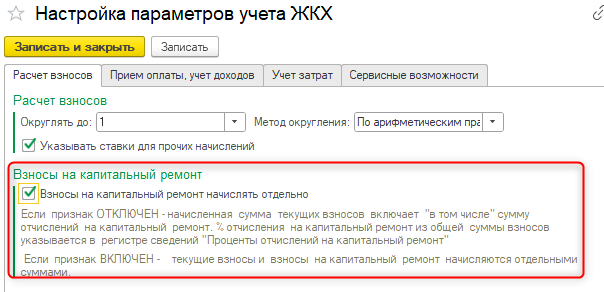 Настройка параметров учета ЖКХ
Записать и закрыть Записать
Расчет взносов Прием оплаты, учет доходов Учет затрат Сервисные возможности
Расчет взносов
Округлять до: 1 Метод округления: По арифметическим пра
Указывать ставки для прочих начислений
Взносы на капитальный ремонт
Взносы на капитальный ремонт начислять отдельно
Если признак ОТКЛЮЧЕН - начисленная сумма текущих взносов включает "в том числе" сумму
отчислений на капитальный ремонт. % отчисления на капитальный ремонт из общей суммы взносов
указывается в регистре сведений "Проценты отчислений на капитальный ремонт"
Если признак ВКЛЮЧЕН - текущие взносы и взносы на капитальный ремонт начисляются отдельными
суммами.